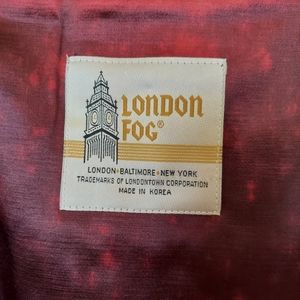 LONDON
FOG®
LONDON·BALTIMORE·NEW YORK
TRADEMARKS OF LONDONTOWN CORPORATION
MADE IN KOREA